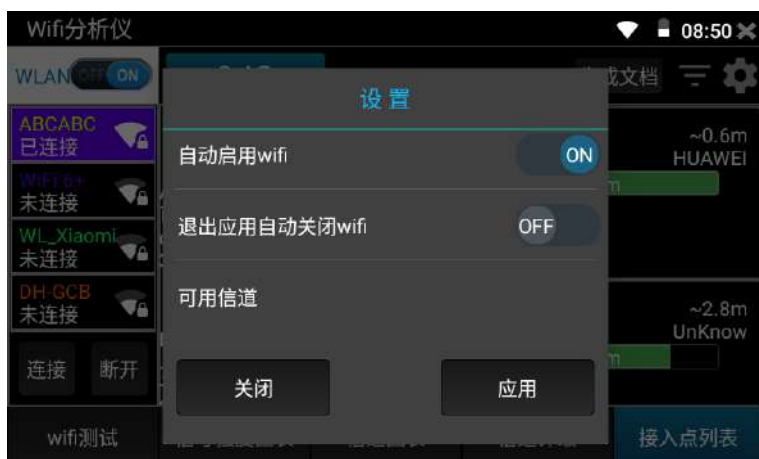 Wifi分析仪
08:50
WLAN
OFF
ON
文档
设 置
ABCABC
已连接
自动启用wifi
ON
~0.6m
HUAWEI
WiFi 6+
未连接
退出应用自动关闭wifi
OFF
WL_Xiaomi
未连接
DH-GCB
未连接
可用信道
~2.8m
UnKnow
连接
断开
关闭
应用
wifi测试
接入点列表